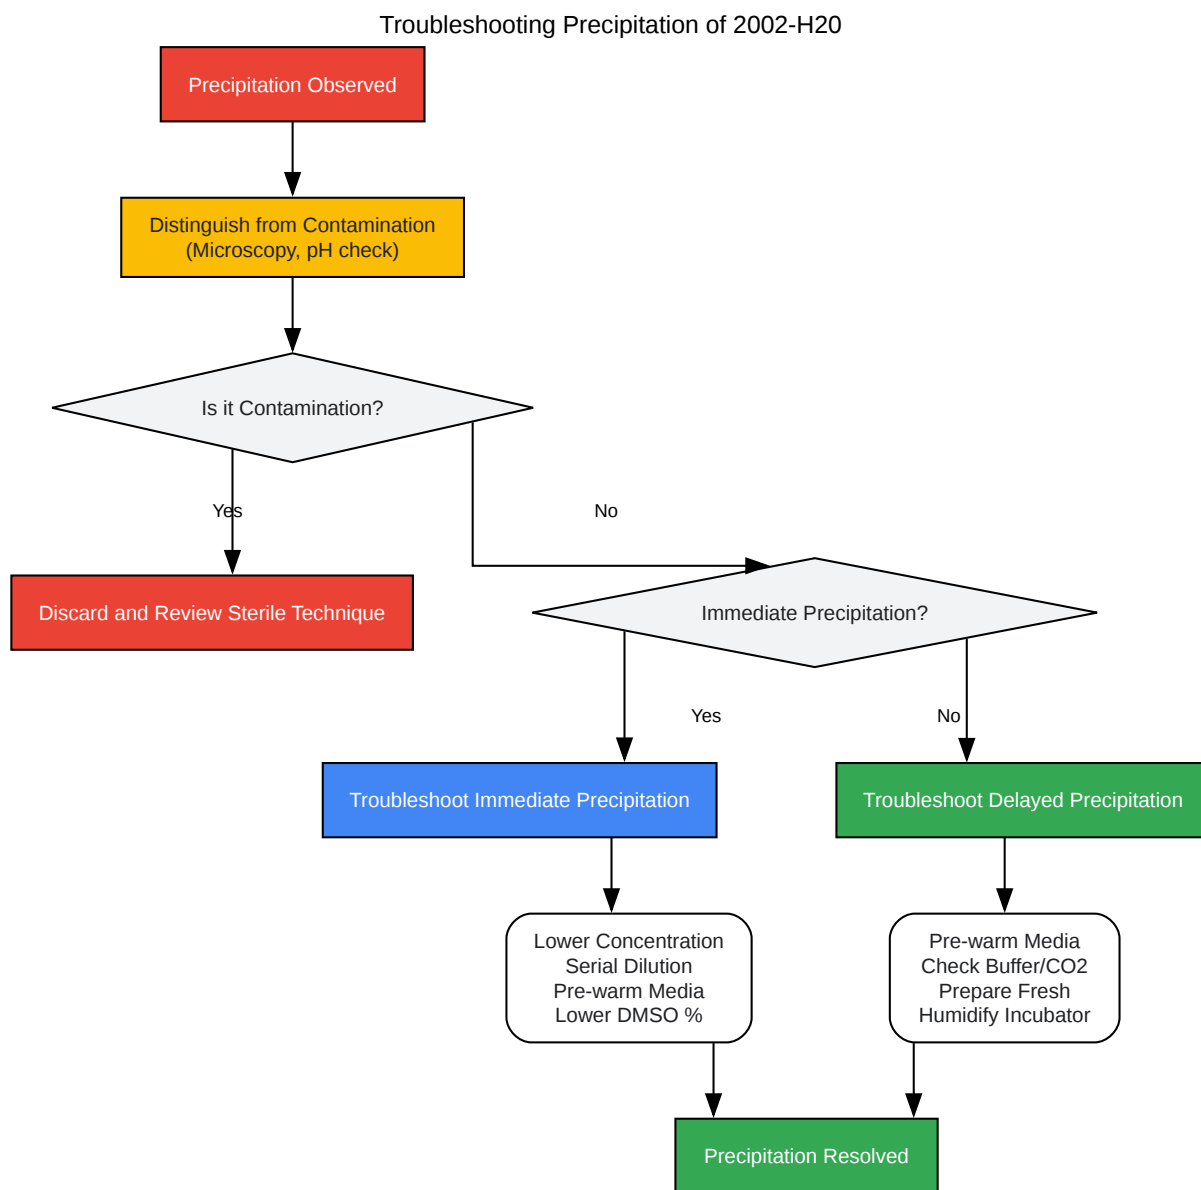 Troubleshooting Precipitation of 2002-H20
Precipitation Observed
Distinguish from Contamination
(Microscopy, pH check)
Is it Contamination?
Yes
No
Discard and Review Sterile Technique
Immediate Precipitation?
Yes
No
Troubleshoot Immediate Precipitation
Troubleshoot Delayed Precipitation
Lower Concentration
Serial Dilution
Pre-warm Media
Lower DMSO %
Pre-warm Media
Check Buffer/CO2
Prepare Fresh
Humidify Incubator
Precipitation Resolved